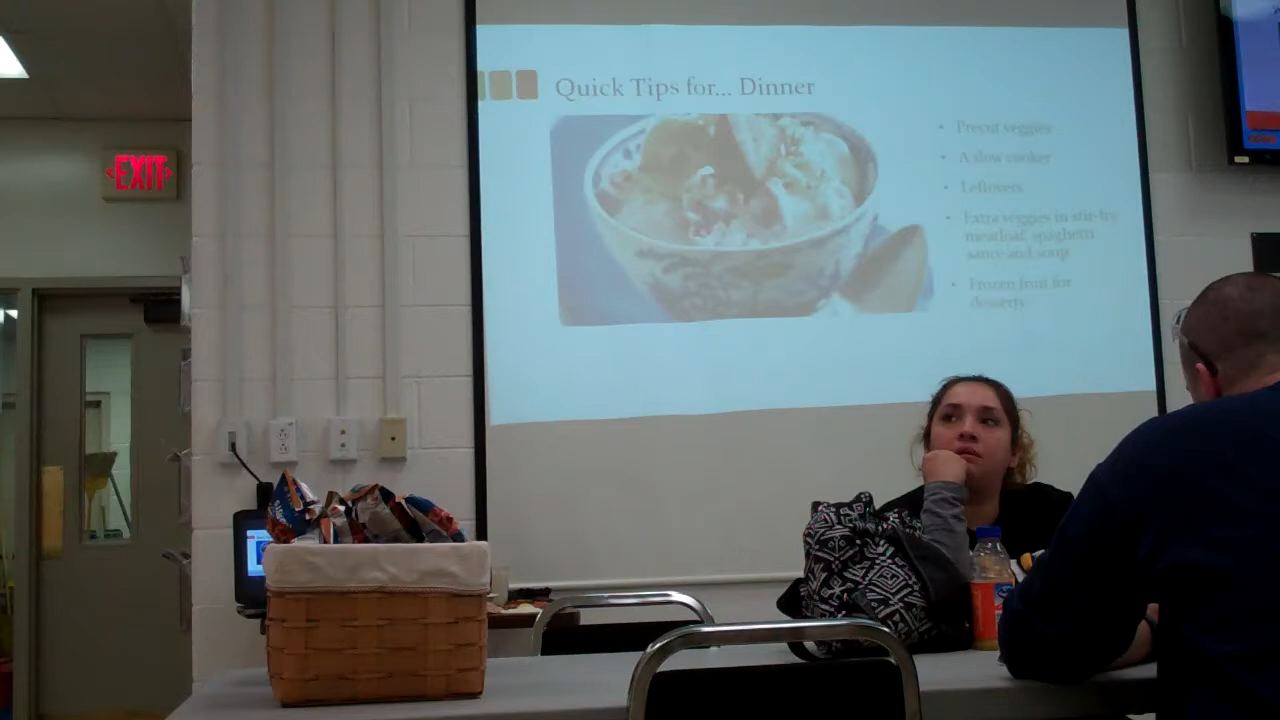 EXIT
Quick Tips for... Dinner
• Precut veggies
• A slow cooker
• Leftovers
• Extra veggies in stir-fry
meatloaf, spaghetti
sauce and soup
• Frozen fruit for
desserty